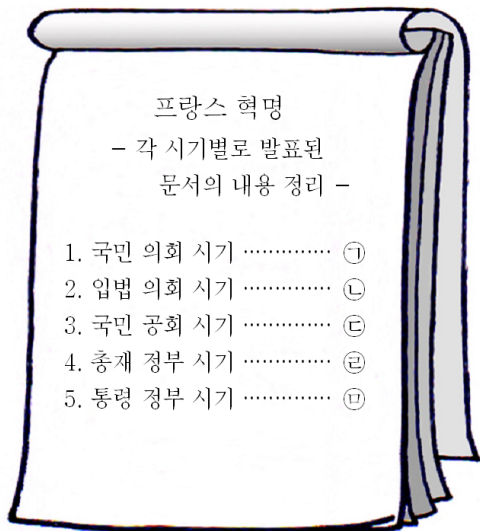 프랑스 혁명
- 각 시기별로 발표된
문서의 내용 정리 -
1. 국민 의회 시기 ·············· ㉠
2. 입법 의회 시기 ·············· ㉡
3. 국민 공회 시기 ·············· ㉢
4. 총재 정부 시기 ·············· ㉣
5. 통령 정부 시기 ·············· ㉤